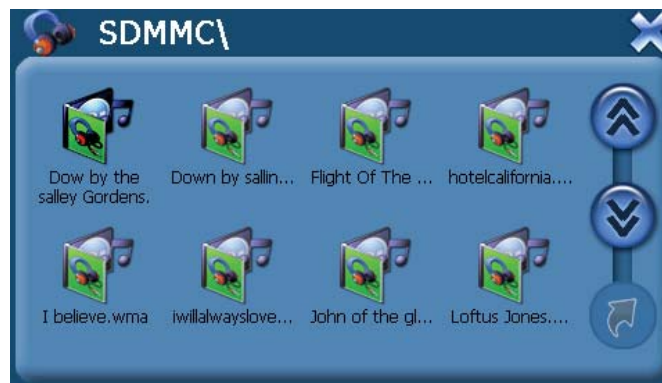 SDMMC\
Dow by the
salley Gordens.
Down by sallin...
Flight Of The ...
hotelcalifornia....
I believe.wma
iwillalwayslove...
John of the gl...
Loftus Jones....